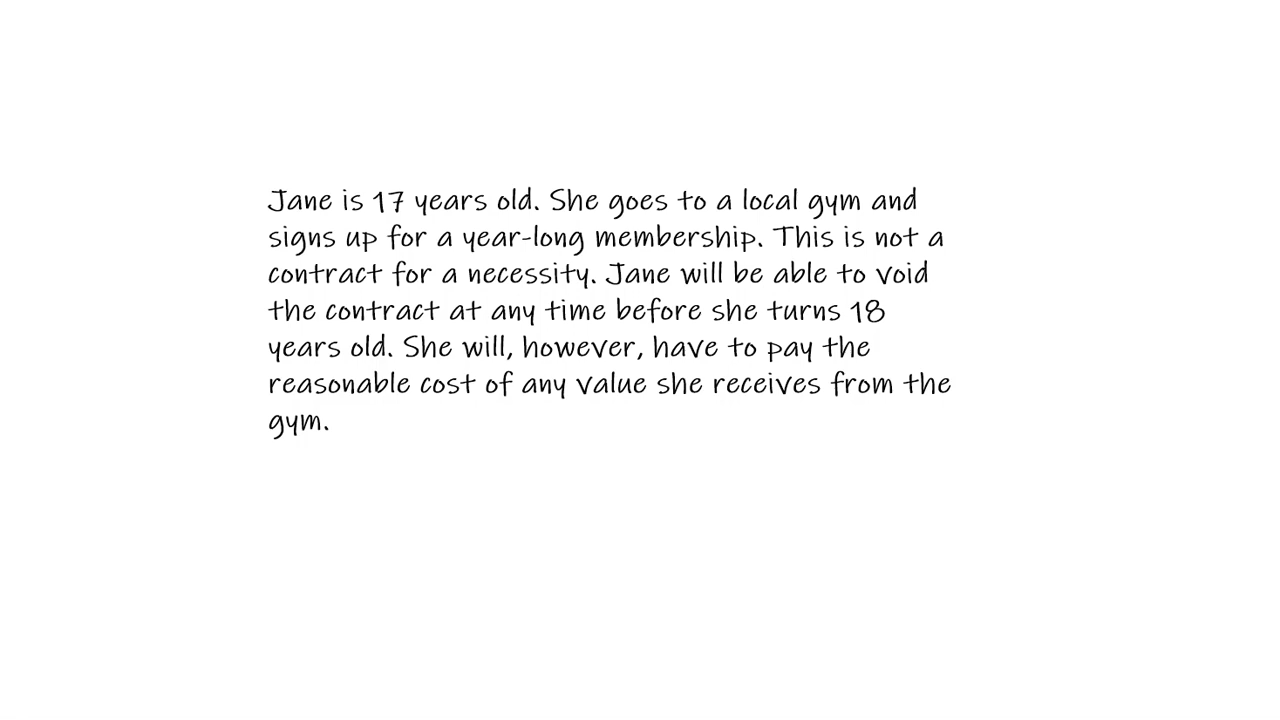 Jane is 17 years old. She goes to a local gym and
signs up for a year-long membership. This is not a
contract for a necessity. Jane will be able to void
the contract at any time before she turns 18
years old. She will, however, have to pay the
reasonable cost of any value she receives from the
gym.